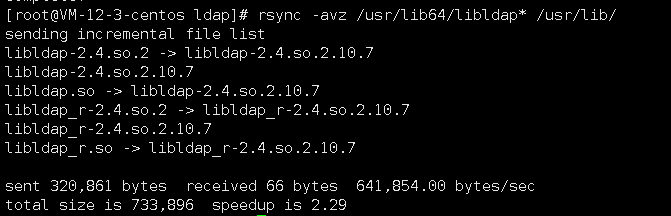 [root@VM-12-3-centos ldap]# rsync -avz /usr/lib64/libldap* /usr/lib/
sending incremental file list
libldap-2.4.so.2 -> libldap-2.4.so.2.10.7
libldap-2.4.so.2.10.7
libldap.so -> libldap-2.4.so.2.10.7
libldap_r-2.4.so.2 -> libldap_r-2.4.so.2.10.7
libldap_r-2.4.so.2.10.7
libldap_r.so -> libldap_r-2.4.so.2.10.7
sent 320,861 bytes  received 66 bytes  641,854.00 bytes/sec
total size is 733,896  speedup is 2.29